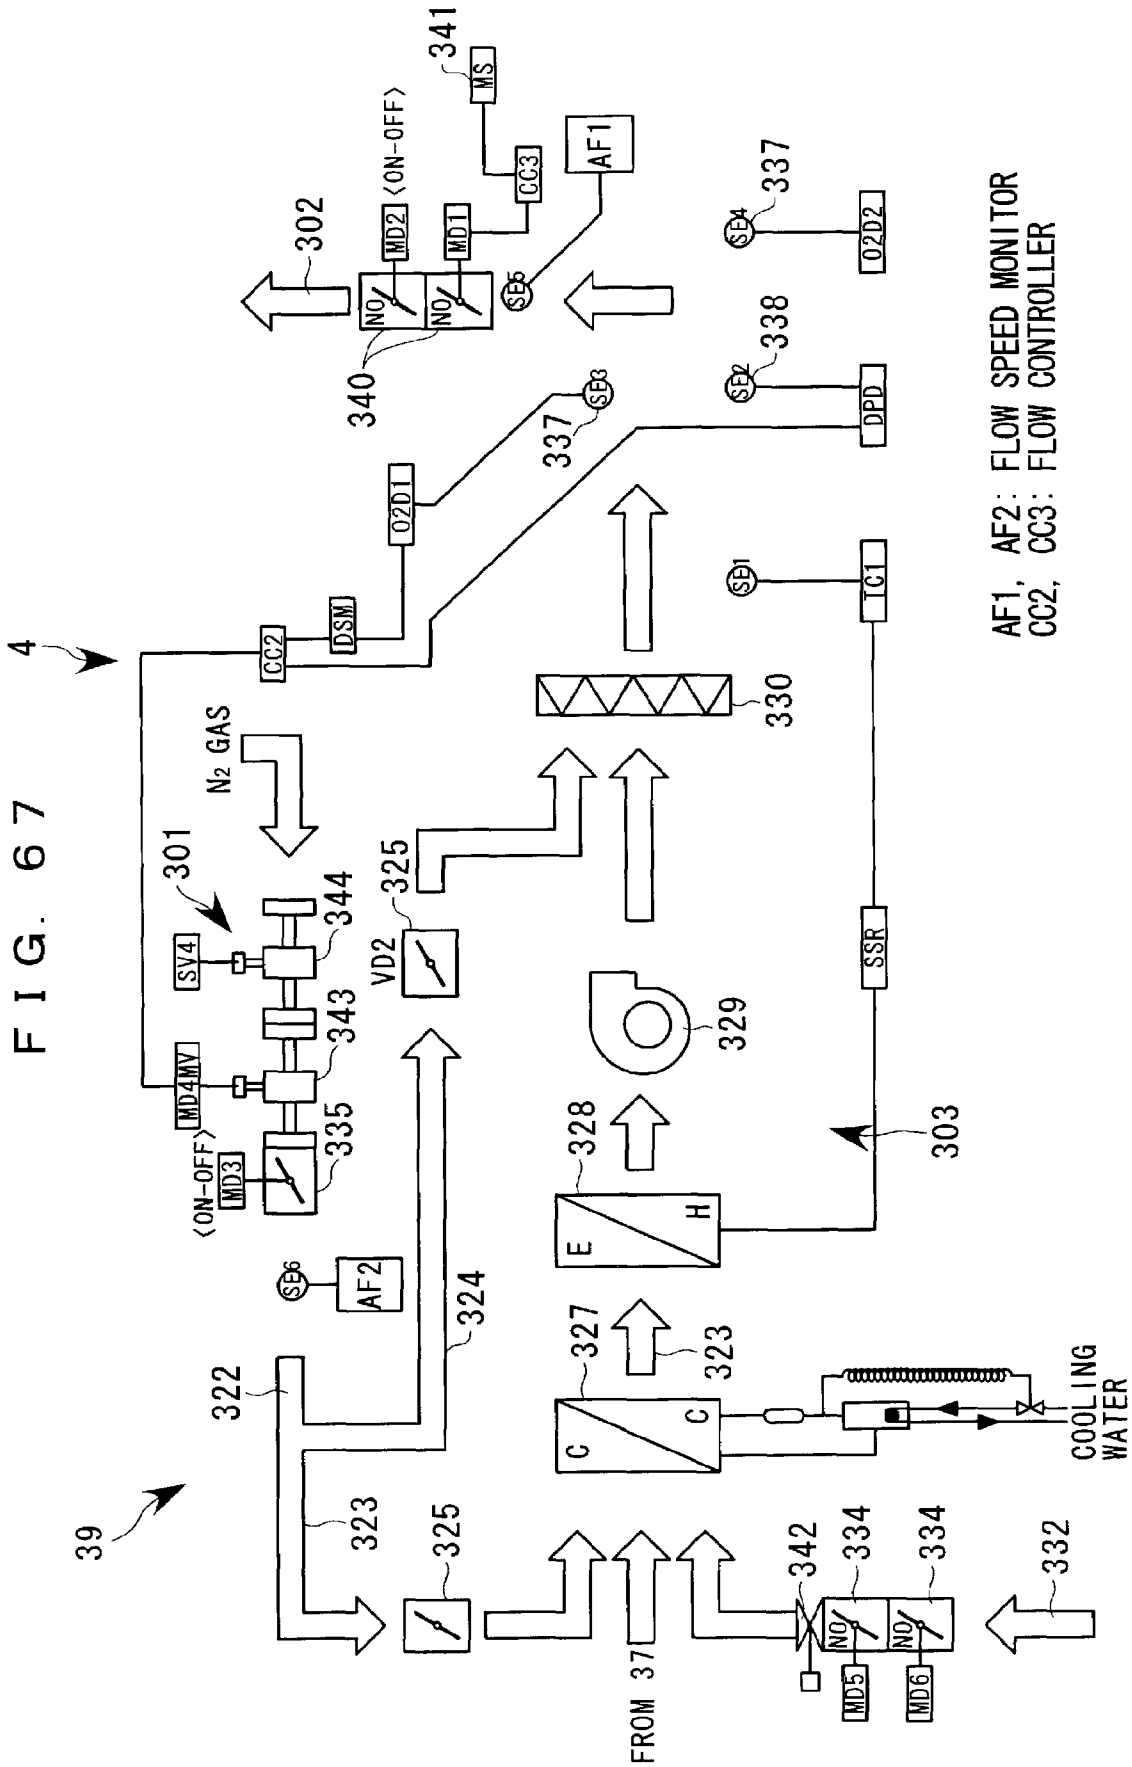 FIG. 67
4
39
322
323
325
324
SE6
AF2
<ON-OFF>
MD3
335
MD4MV
343
SV4
301
344
N2 GAS
VD2
325
CC2
DSM
O2D1
302
340
NO
NO
MD2
<ON-OFF>
MD1
CC3
MS
341
SE5
AF1
SE3
337
FROM 37
C
C
327
323
E
H
328
329
330
342
334
334
NO
NO
MD5
MD6
332
COOLING
WATER
303
SSR
SE1
TC1
SE2
338
DPD
SE4
337
O2D2
AF1, AF2: FLOW SPEED MONITOR
CC2, CC3: FLOW CONTROLLER